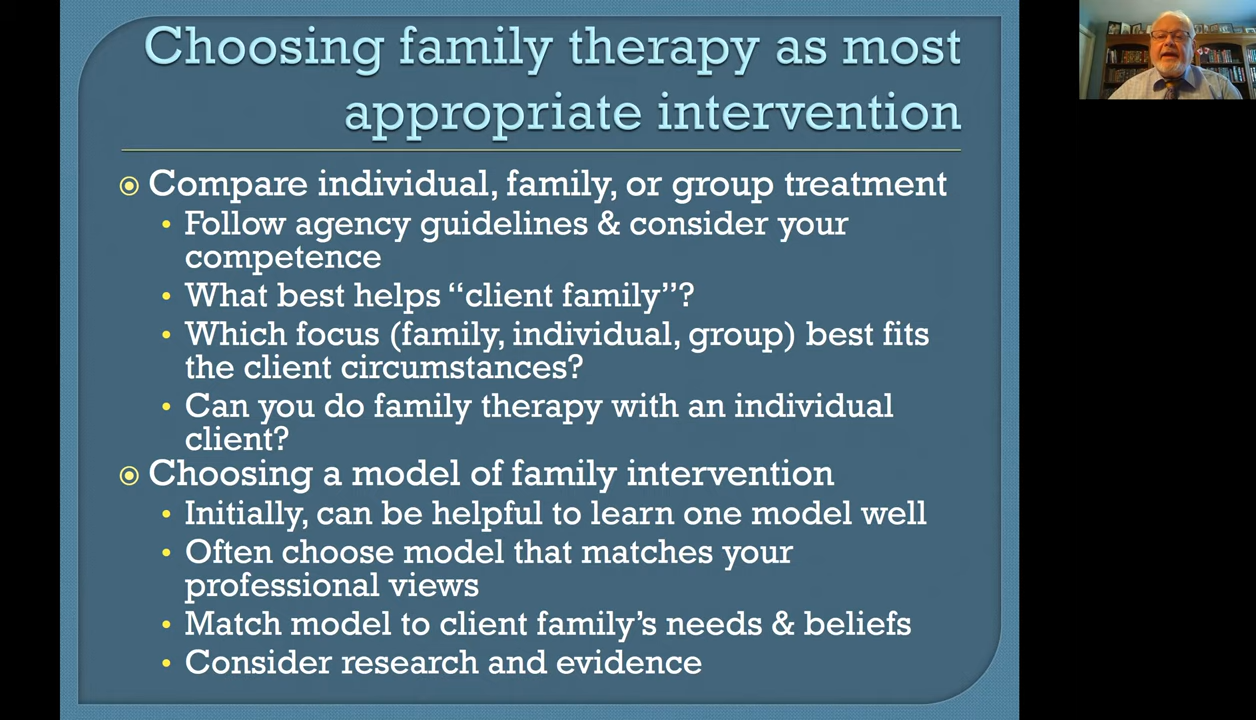 Choosing family therapy as most
appropriate intervention
Compare individual, family, or group treatment
• Follow agency guidelines & consider your
competence
• What best helps “client family”?
• Which focus (family, individual, group) best fits
the client circumstances?
• Can you do family therapy with an individual
client?
Choosing a model of family intervention
• Initially, can be helpful to learn one model well
• Often choose model that matches your
professional views
• Match model to client family’s needs & beliefs
• Consider research and evidence